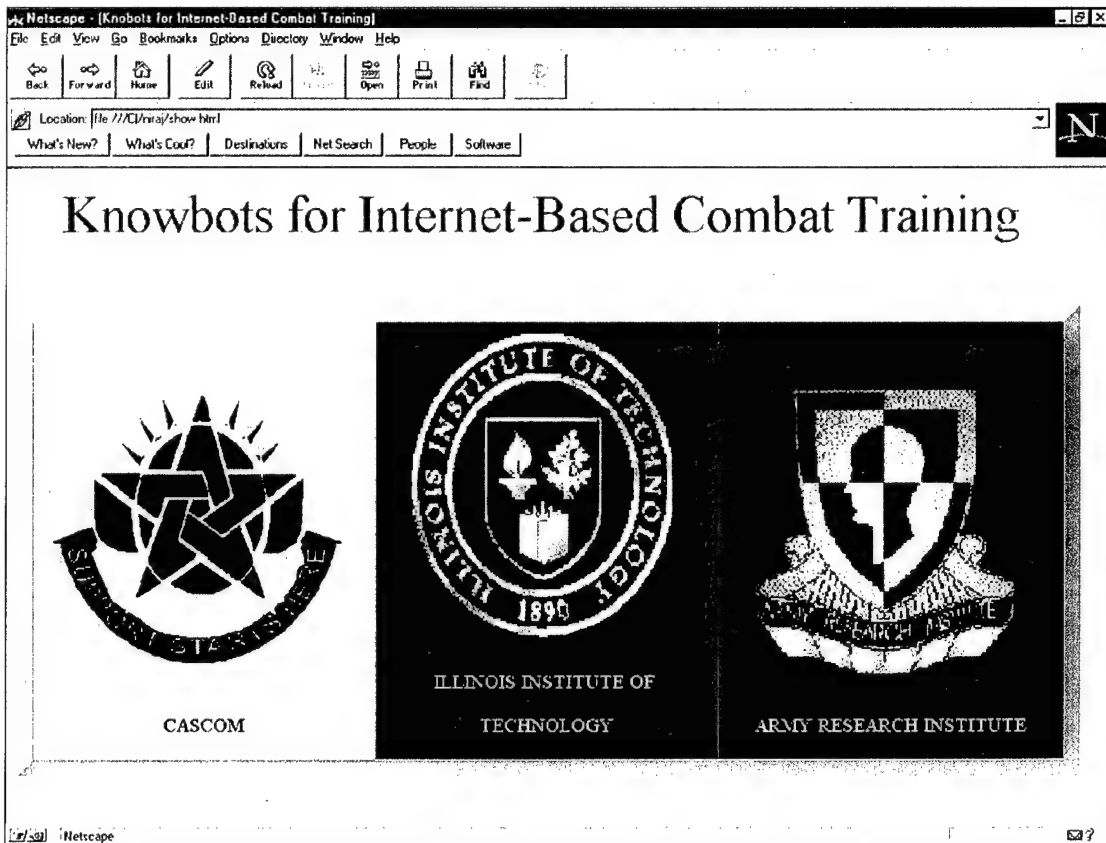 Netscape - [Knobots for Internet-Based Combat Training]
File Edit View Go Bookmarks Options Directory Window Help
Back Forward Home Edit Reload Open Print Find
Location: file:///C|/niraj/show.html
What's New? What's Cool? Destinations Net Search People Software
N
Knowbots for Internet-Based Combat Training
SUPPORT STARTS HERE
ILLINOIS INSTITUTE OF TECHNOLOGY
1890
ARMY RESEARCH INSTITUTE
CASCOM
ILLINOIS INSTITUTE OF
TECHNOLOGY
ARMY RESEARCH INSTITUTE
Netscape